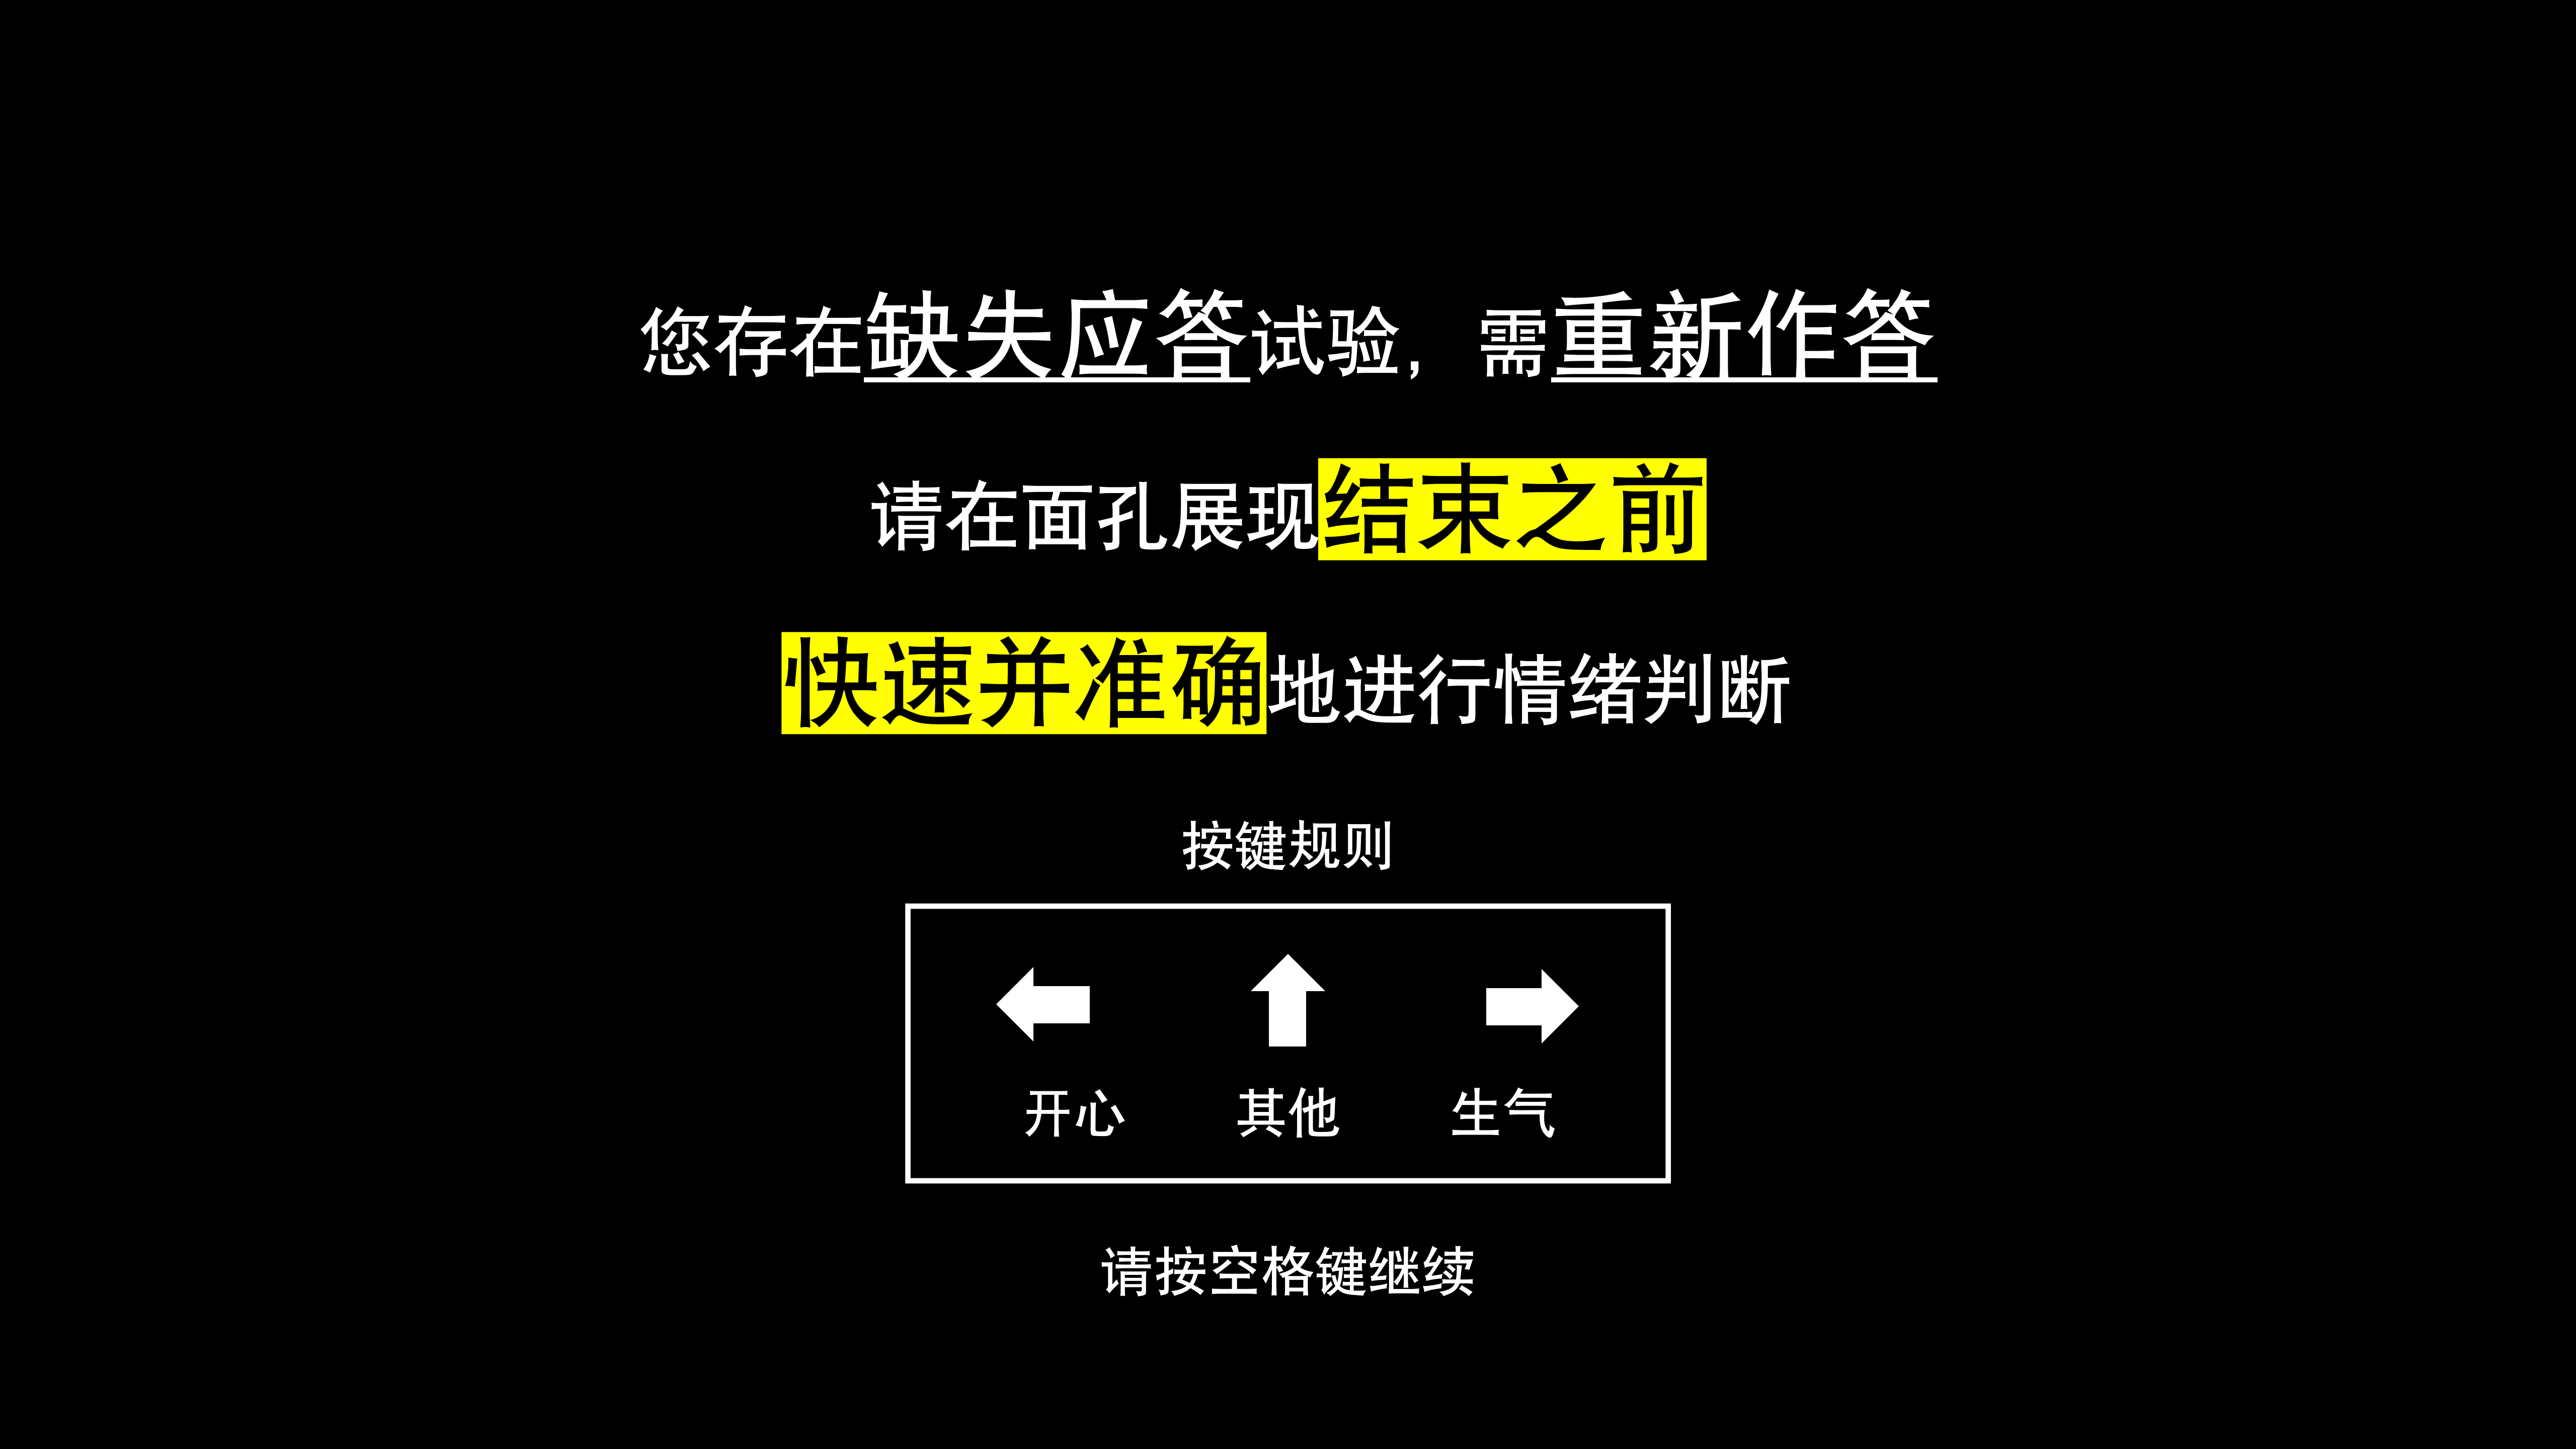 您存在缺失应答试验，需重新作答
请在面孔展现结束之前
快速并准确地进行情绪判断
按键规则
开心 其他 生气
请按空格键继续